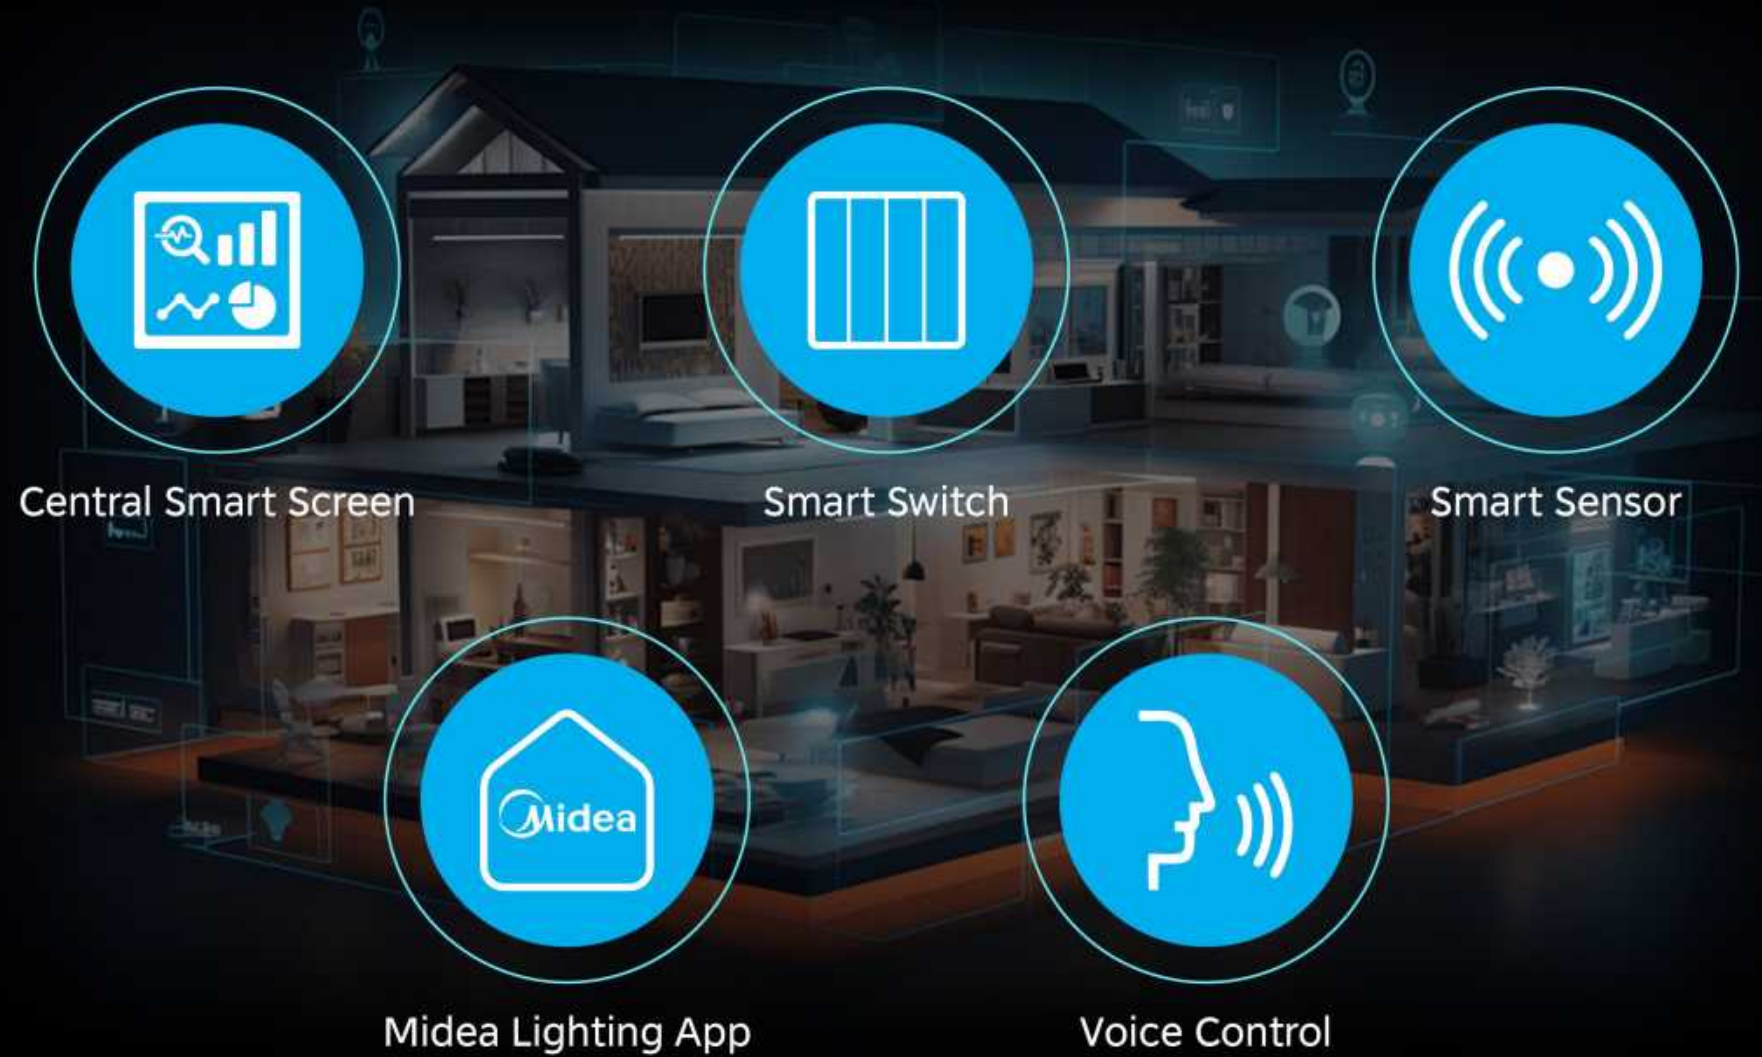 Central Smart Screen
Smart Switch
Smart Sensor
Midea
Midea Lighting App
Voice Control